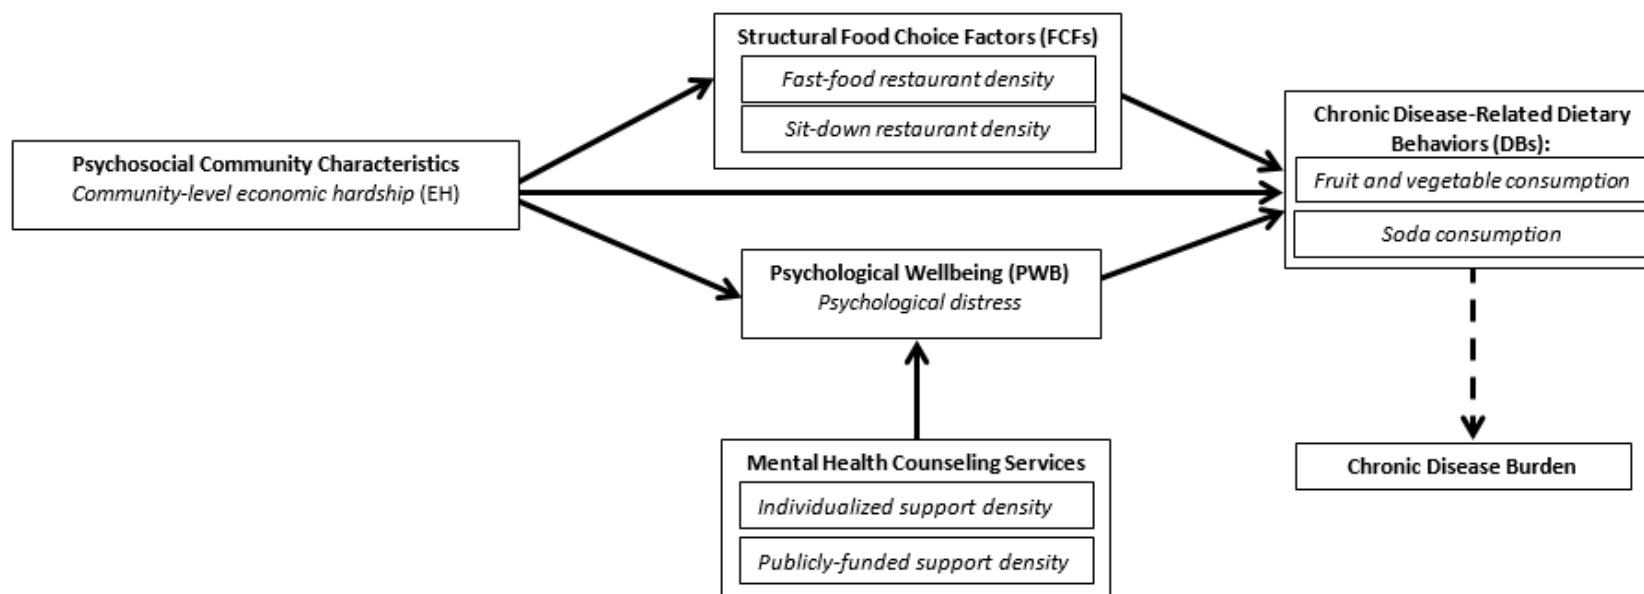 Structural Food Choice Factors (FCFs)
Fast-food restaurant density
Sit-down restaurant density
Psychosocial Community Characteristics
Community-level economic hardship (EH)
Chronic Disease-Related Dietary
Behaviors (DBs):
Fruit and vegetable consumption
Soda consumption
Psychological Wellbeing (PWB)
Psychological distress
Mental Health Counseling Services
Individualized support density
Publicly-funded support density
Chronic Disease Burden